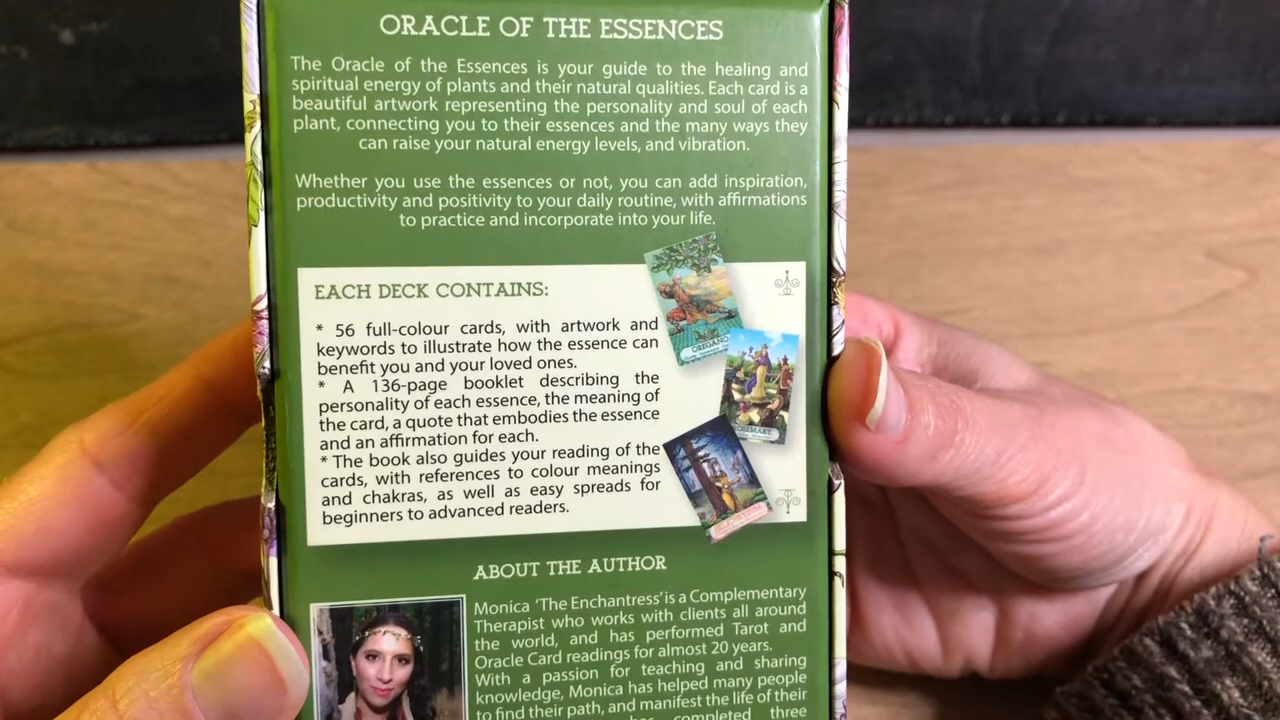 ORACLE OF THE ESSENCES
The Oracle of the Essences is your guide to the healing and
spiritual energy of plants and their natural qualities. Each card is a
beautiful artwork representing the personality and soul of each
plant, connecting you to their essences and the many ways they
can raise your natural energy levels, and vibration.
Whether you use the essences or not, you can add inspiration,
productivity and positivity to your daily routine, with affirmations
to practice and incorporate into your life.
EACH DECK CONTAINS:
* 56 full-colour cards, with artwork and
keywords to illustrate how the essence can
benefit you and your loved ones.
* A 136-page booklet describing the
personality of each essence, the meaning of
the card, a quote that embodies the essence
and an affirmation for each.
* The book also guides your reading of the
cards, with references to colour meanings
and chakras, as well as easy spreads for
beginners to advanced readers.
OREGANO
ROSEMARY
ABOUT THE AUTHOR
Monica 'The Enchantress' is a Complementary
Therapist who works with clients all around
the world, and has performed Tarot and
Oracle Card readings for almost 20 years.
With a passion for teaching and sharing
knowledge, Monica has helped many people
to find their path, and manifest the life of their
has completed three